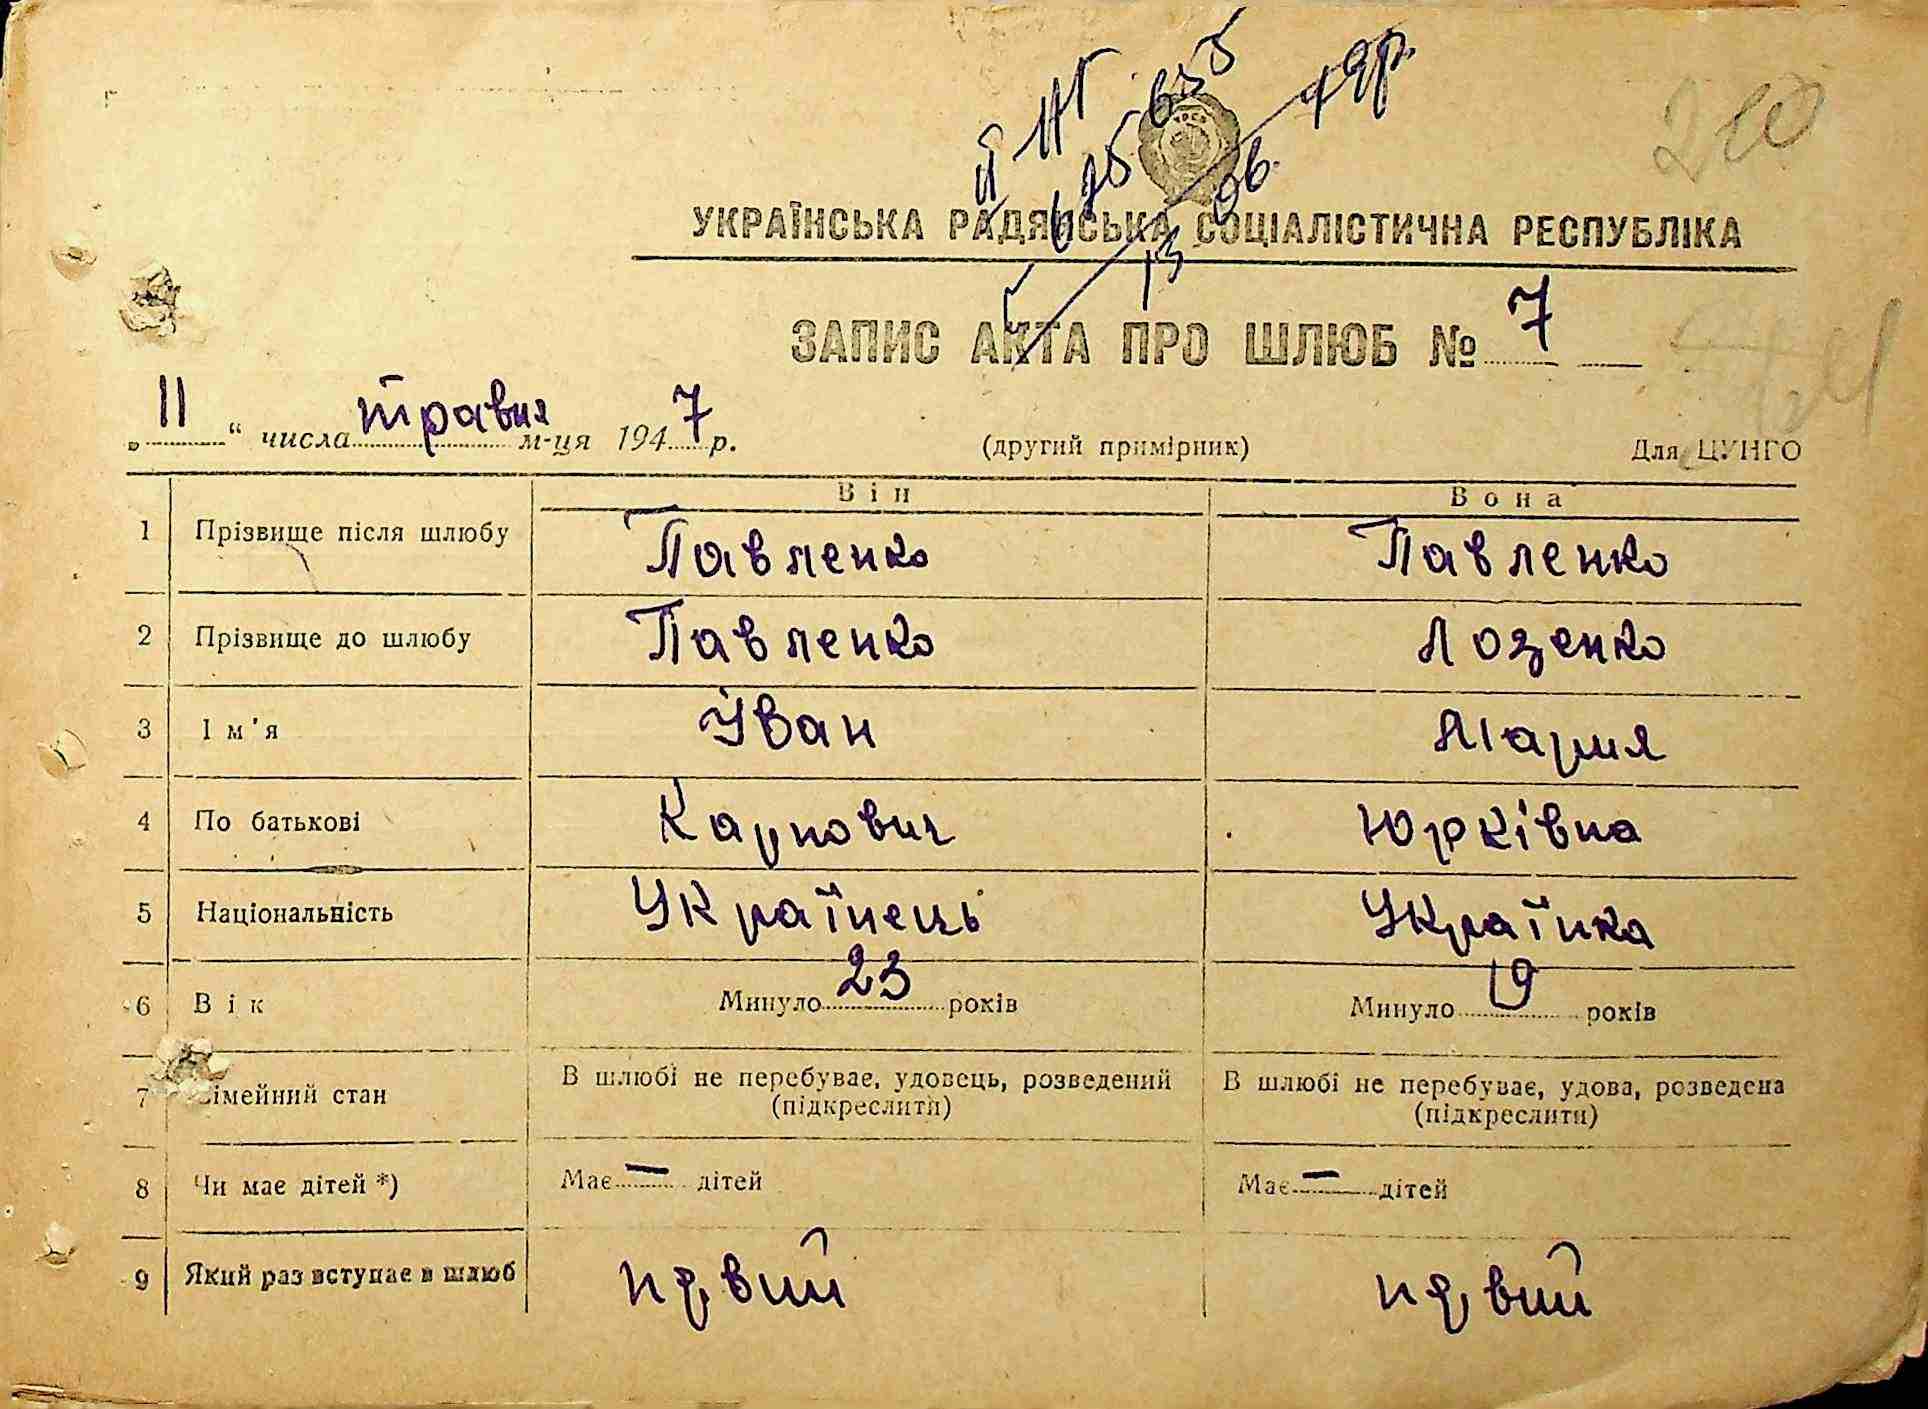 210
УКРАЇНСЬКА РАДЯНСЬКА СОЦІАЛІСТИЧНА РЕСПУБЛІКА
ЗАПИС АКТА ПРО ШЛЮБ № 7
„ 11 “ числа травня м-ця 1947 р. (другий примірник) Для ЦУНГО
Він Вона
1 Прізвище після шлюбу Павленко Павленко
2 Прізвище до шлюбу Павленко Лозенко
3 Ім'я Іван Мария
4 По батькові Карпович Юрківна
5 Національність Українець Українка
6 Вік Минуло 23 років Минуло 19 років
7 Сімейний стан В шлюбі не перебуває, удовець, розведений В шлюбі не перебуває, удова, розведена
(підкреслити) (підкреслити)
8 Чи має дітей *) Має — дітей Має — дітей
9 Який раз вступає в шлюб первий первий